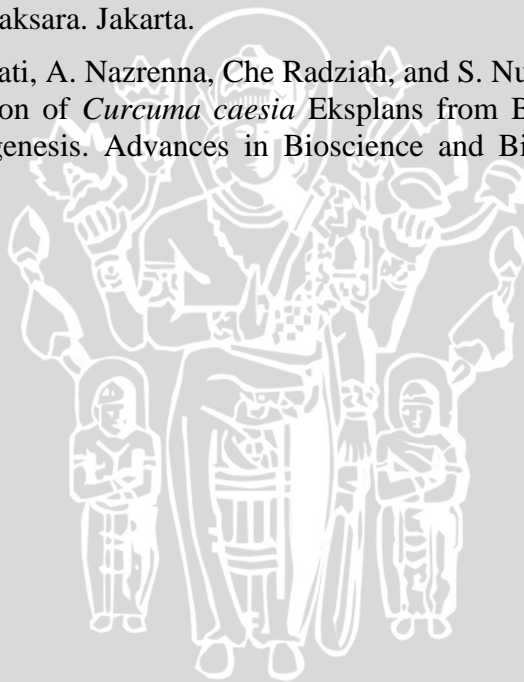 aksara. Jakarta.
ati, A. Nazrenna, Che Radziah, and S. Nu
on of Curcuma caesia Eksplans from B
genesis. Advances in Bioscience and Bi